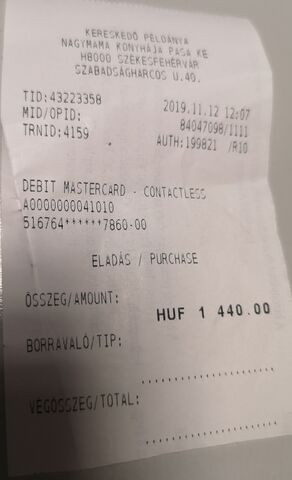 KERESKEDŐ PÉLDÁNYA
NAGYMAMA KONYHÁJA PASA KE
H8000 SZÉKESFEHÉRVÁR
SZABADSÁGHARCOS U.40.
TID:43223358 2019.11.12 12:07
MID/OPID: 84047098/1111
TRNID:4159 AUTH:199821 /R10
DEBIT MASTERCARD - CONTACTLESS
A0000000041010
516764******7860-00
ELADÁS / PURCHASE
ÖSSZEG/AMOUNT: HUF 1 440.00
BORRAVALÓ/TIP:
..................
VÉGÖSSZEG/TOTAL:
..................